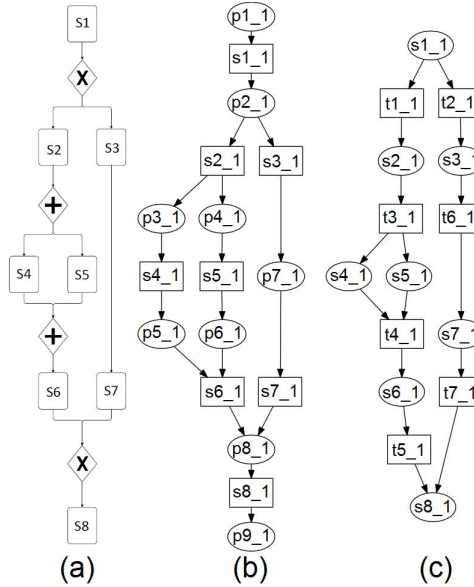 S1
X
S2
S3
+
S4
S5
+
S6
S7
X
S8
(a)
p1_1
s1_1
p2_1
s2_1
s3_1
p3_1
p4_1
s4_1
s5_1
p7_1
p5_1
p6_1
s6_1
s7_1
p8_1
s8_1
p9_1
(b)
s1_1
t1_1
t2_1
s2_1
s3_1
t3_1
t6_1
s4_1
s5_1
t4_1
s7_1
s6_1
t7_1
t5_1
s8_1
(c)